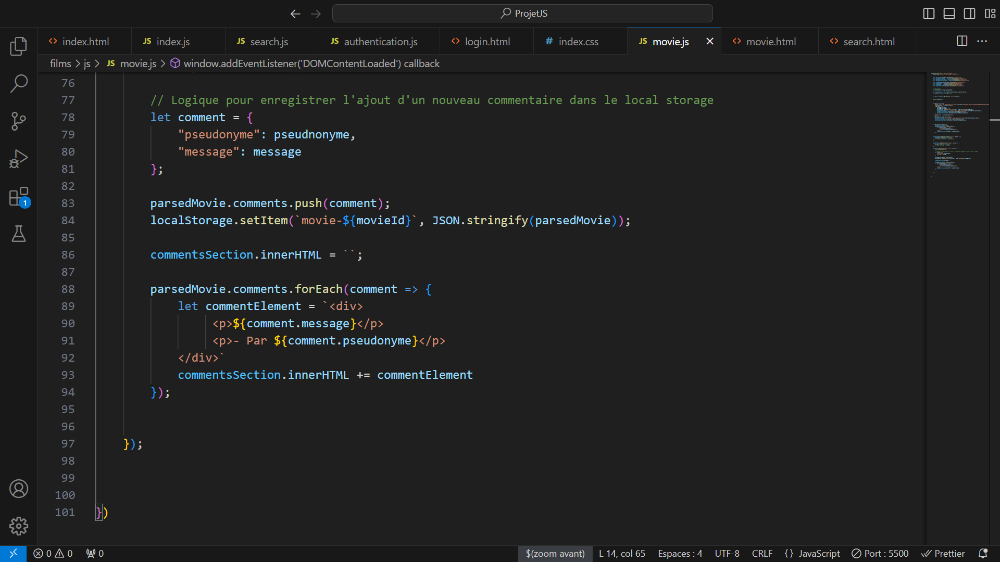 ProjetJS
index.html
JS index.js
JS search.js
JS authentication.js
login.html
# index.css
JS movie.js
movie.html
search.html
films > js > JS movie.js > window.addEventListener('DOMContentLoaded') callback
76
77 // Logique pour enregistrer l'ajout d'un nouveau commentaire dans le local storage
78 let comment = {
79 "pseudonyme": pseudnonyme,
80 "message": message
81 };
82
83 parsedMovie.comments.push(comment);
84 localStorage.setItem(`movie-${movieId}`, JSON.stringify(parsedMovie));
85
86 commentsSection.innerHTML = ``;
87
88 parsedMovie.comments.forEach(comment => {
89 let commentElement = `<div>
90 <p>${comment.message}</p>
91 <p>- Par ${comment.pseudonyme}</p>
92 </div>`
93 commentsSection.innerHTML += commentElement
94 });
95
96
97 });
98
99
100
101 })
1
0 0 0 $(zoom avant) L 14, col 65 Espaces : 4 UTF-8 CRLF {} JavaScript Port : 5500 Prettier